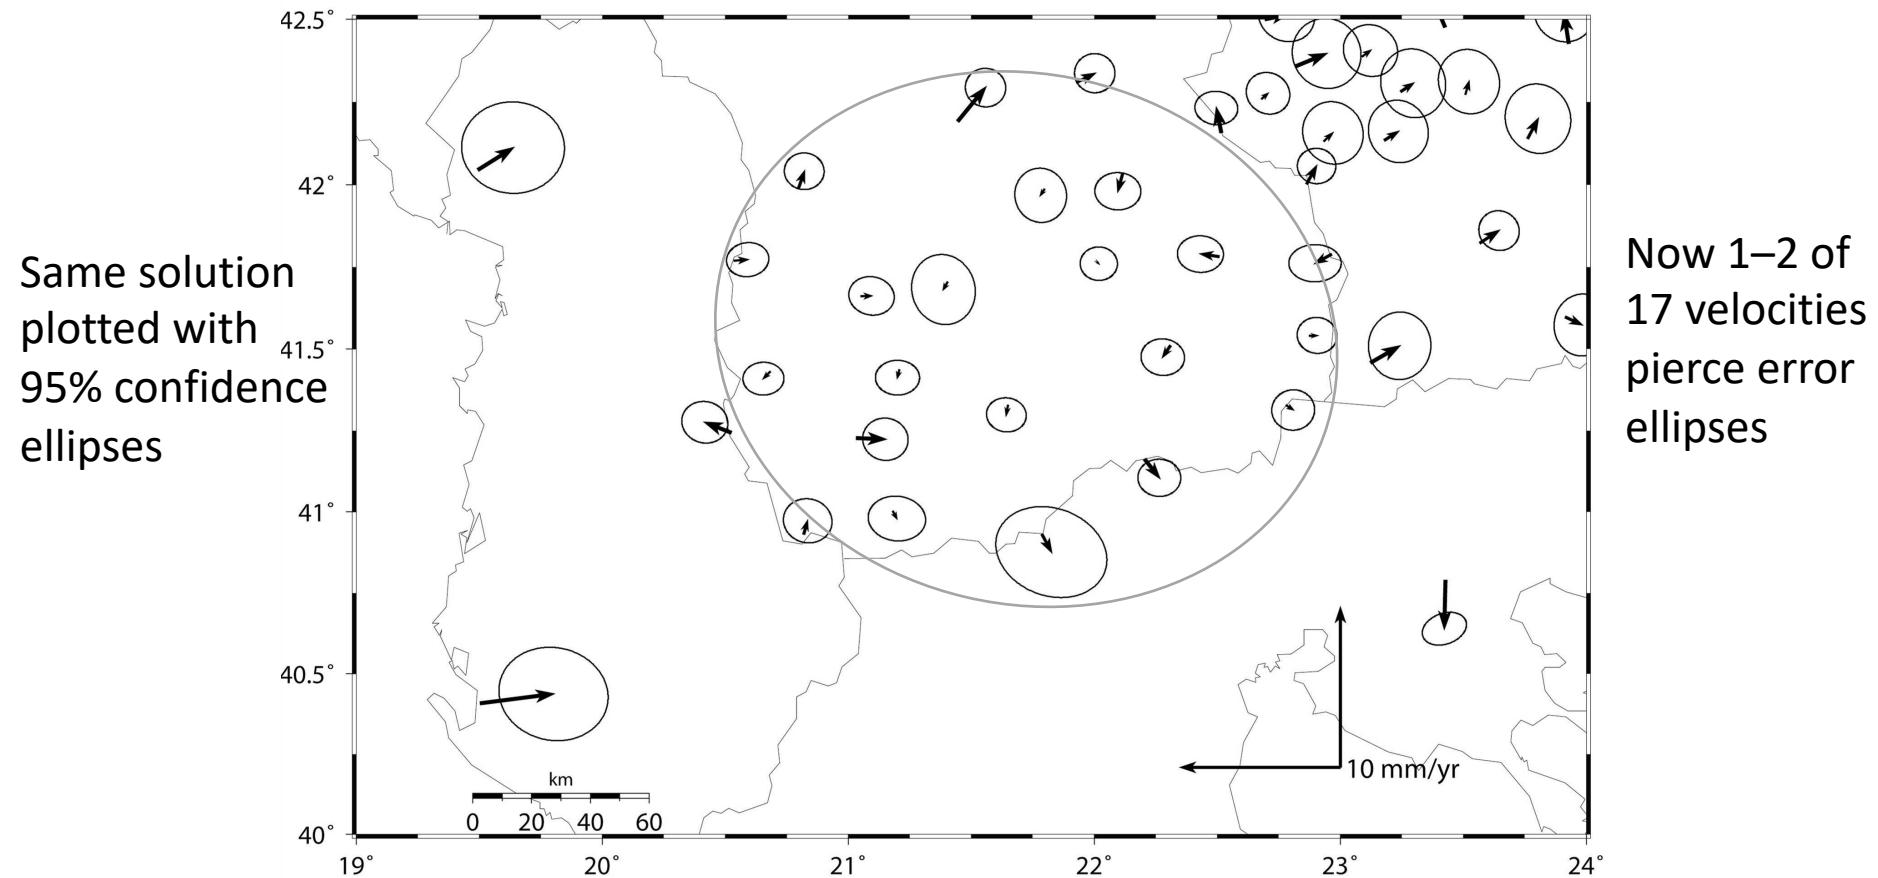 42.5°
42°
41.5°
41°
40.5°
40°
Same solution
plotted with
95% confidence
ellipses
Now 1–2 of
17 velocities
pierce error
ellipses
10 mm/yr
km
0 20 40 60
19° 20° 21° 22° 23° 24°